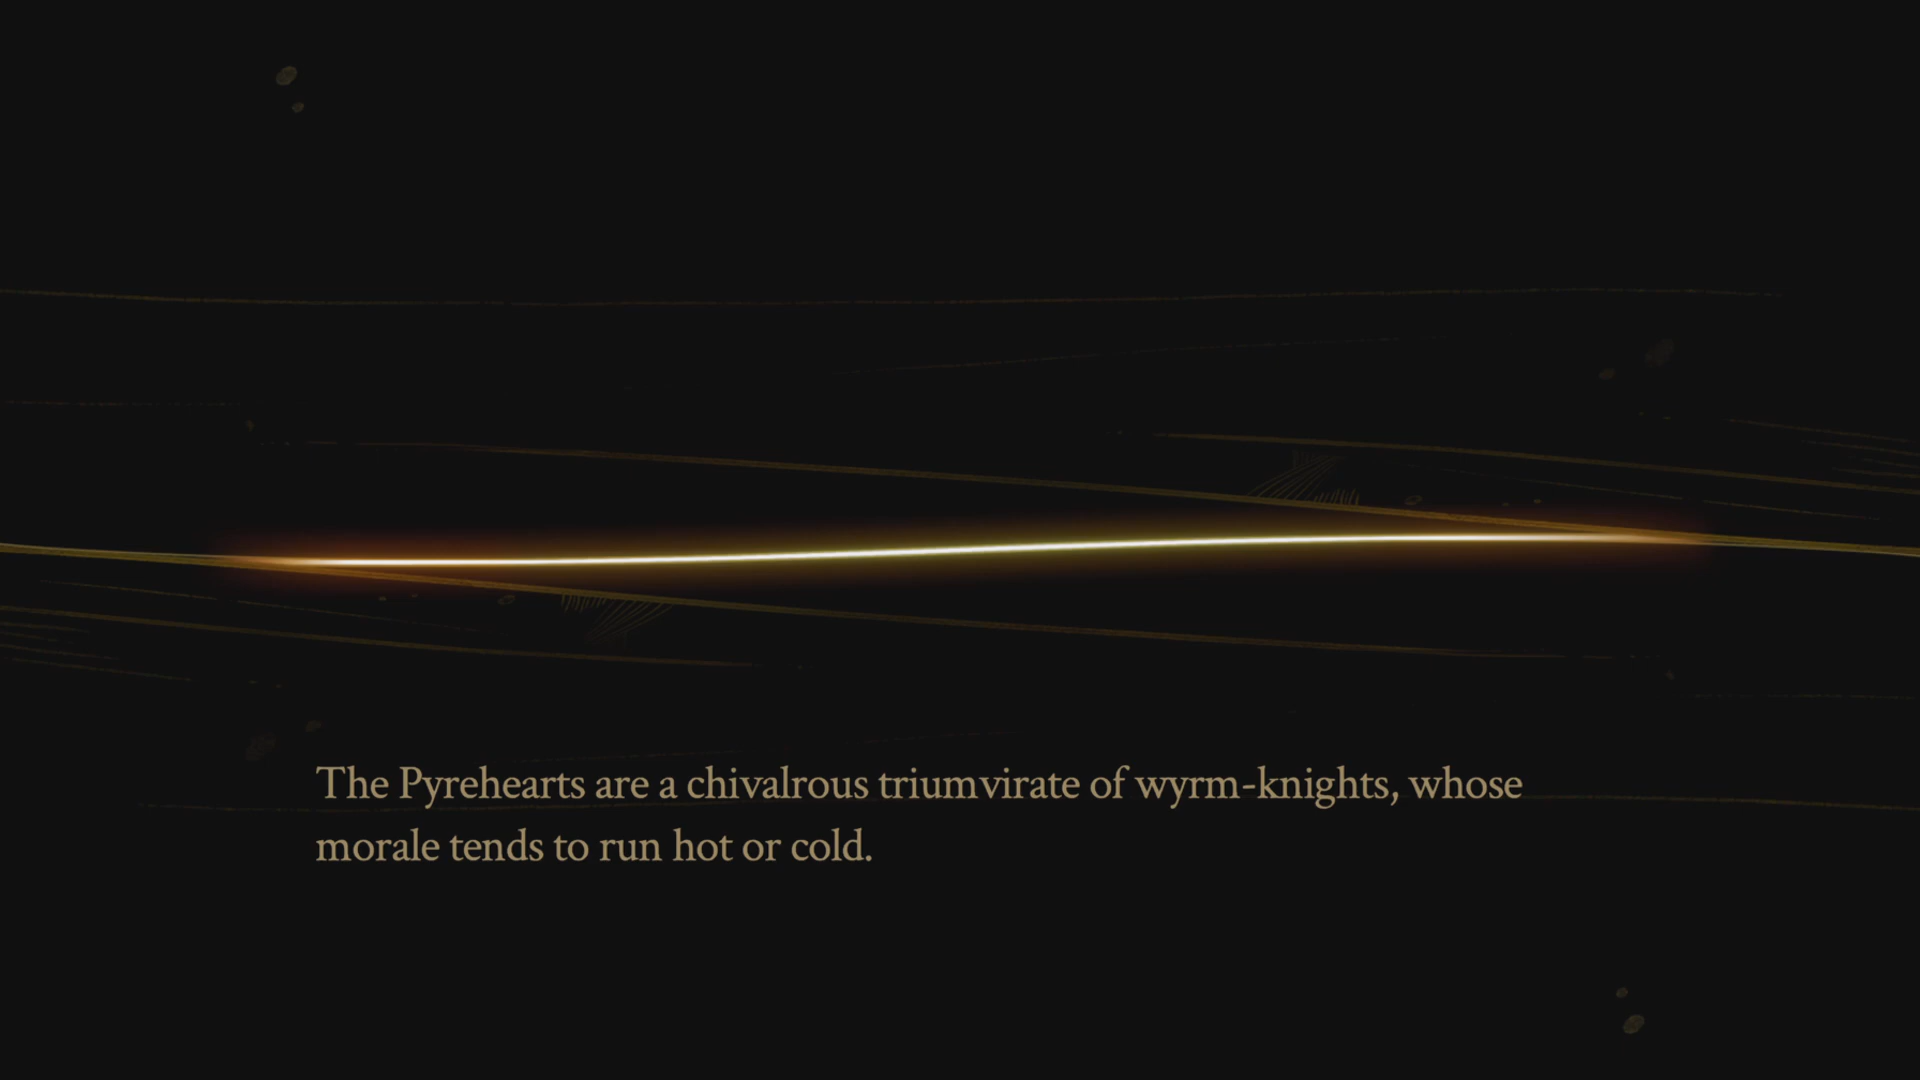 The Pyrehearts are a chivalrous triumvirate of wyrm-knights, whose
morale tends to run hot or cold.